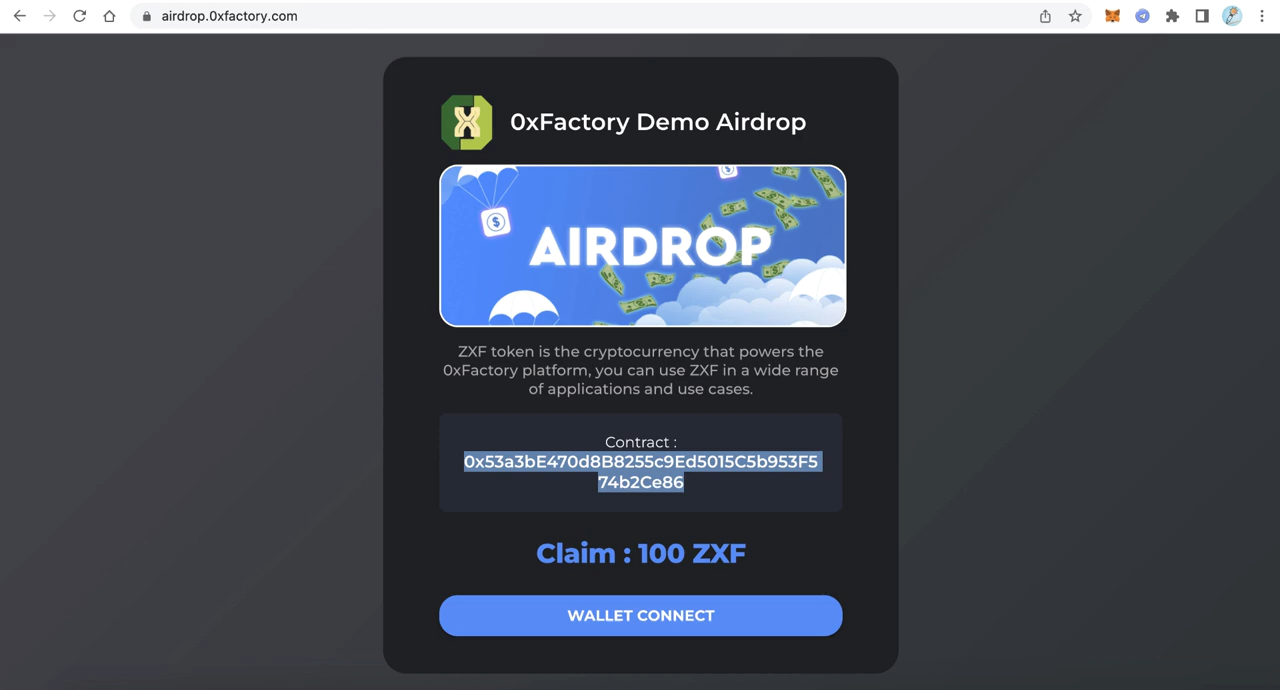 airdrop.0xfactory.com
0xFactory Demo Airdrop
AIRDROP
ZXF token is the cryptocurrency that powers the
0xFactory platform, you can use ZXF in a wide range
of applications and use cases.
Contract :
0x53a3bE470d8B8255c9Ed5015C5b953F5
74b2Ce86
Claim : 100 ZXF
WALLET CONNECT